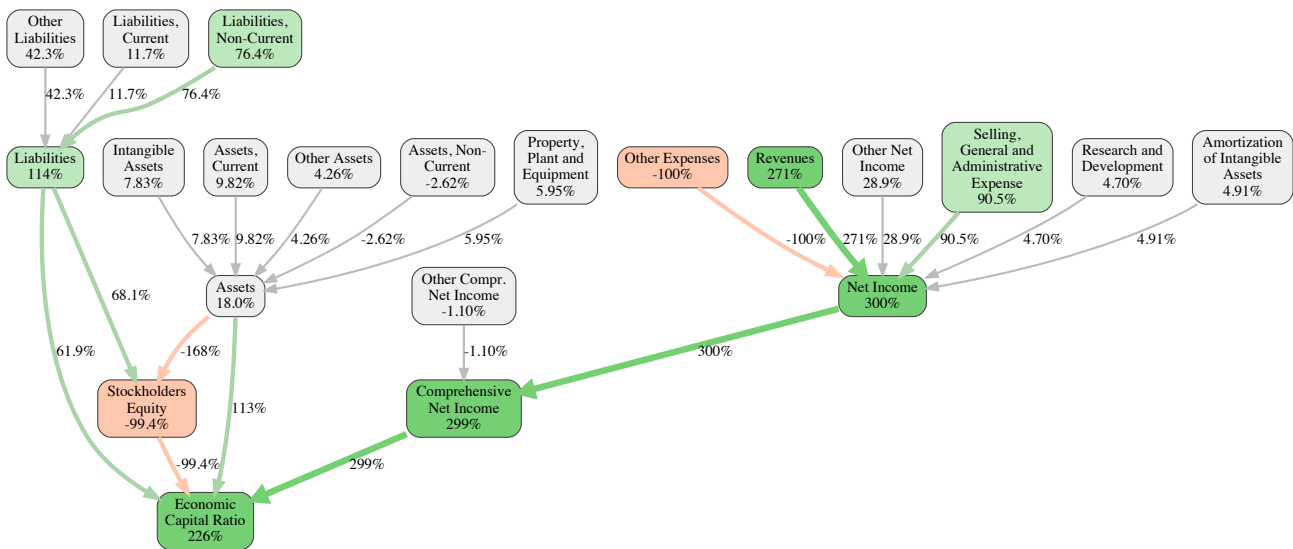 Other
Liabilities
42.3%
Liabilities,
Current
11.7%
Liabilities,
Non-Current
76.4%
42.3%
11.7%
76.4%
Liabilities
114%
Intangible
Assets
7.83%
Assets,
Current
9.82%
Other Assets
4.26%
Assets, Non-
Current
-2.62%
Property,
Plant and
Equipment
5.95%
Other Expenses
-100%
Revenues
271%
Other Net
Income
28.9%
Selling,
General and
Administrative
Expense
90.5%
Research and
Development
4.70%
Amortization
of Intangible
Assets
4.91%
7.83%
9.82%
4.26%
-2.62%
5.95%
-100%
271%
28.9%
90.5%
4.70%
4.91%
Assets
18.0%
Other Compr.
Net Income
-1.10%
Net Income
300%
68.1%
61.9%
-168%
-1.10%
300%
Stockholders
Equity
-99.4%
113%
Comprehensive
Net Income
299%
-99.4%
299%
Economic
Capital Ratio
226%